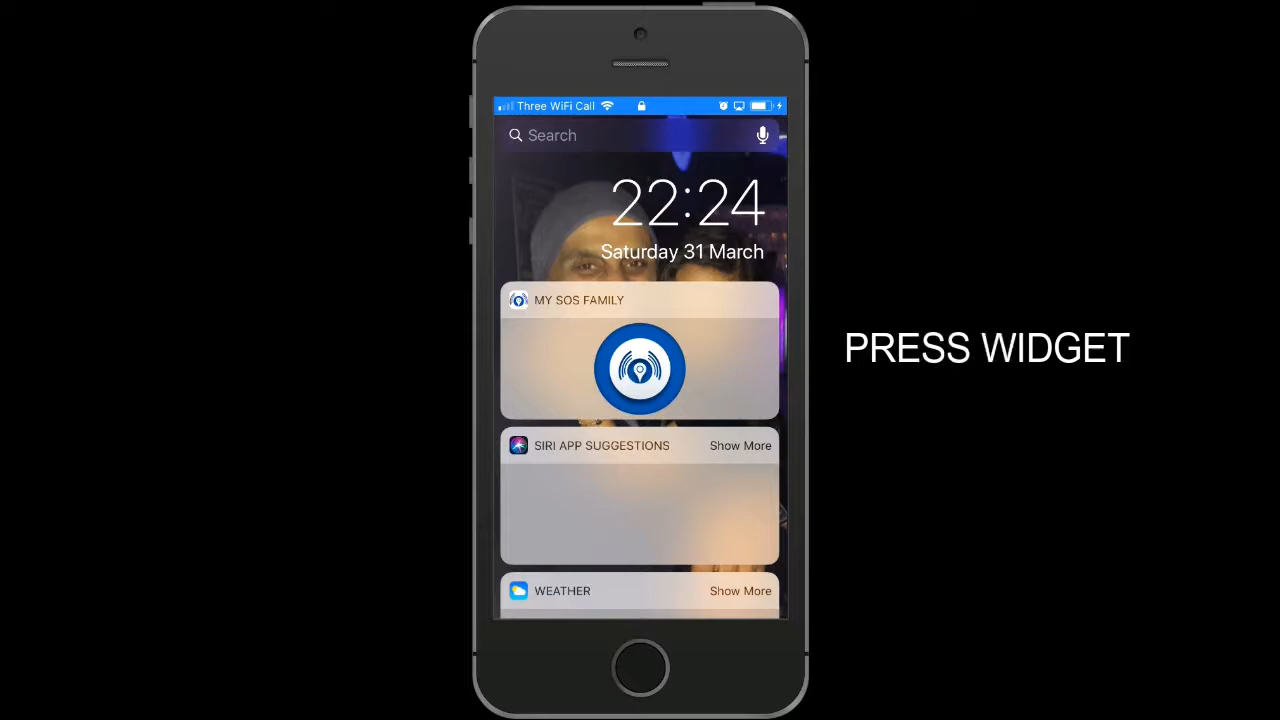 Three WiFi Call
Search
22:24
Saturday 31 March
MY SOS FAMILY
PRESS WIDGET
SIRI APP SUGGESTIONS Show More
WEATHER Show More